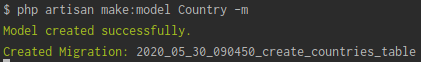 $ php artisan make:model Country -m
Model created successfully.
Created Migration: 2020_05_30_090450_create_countries_table